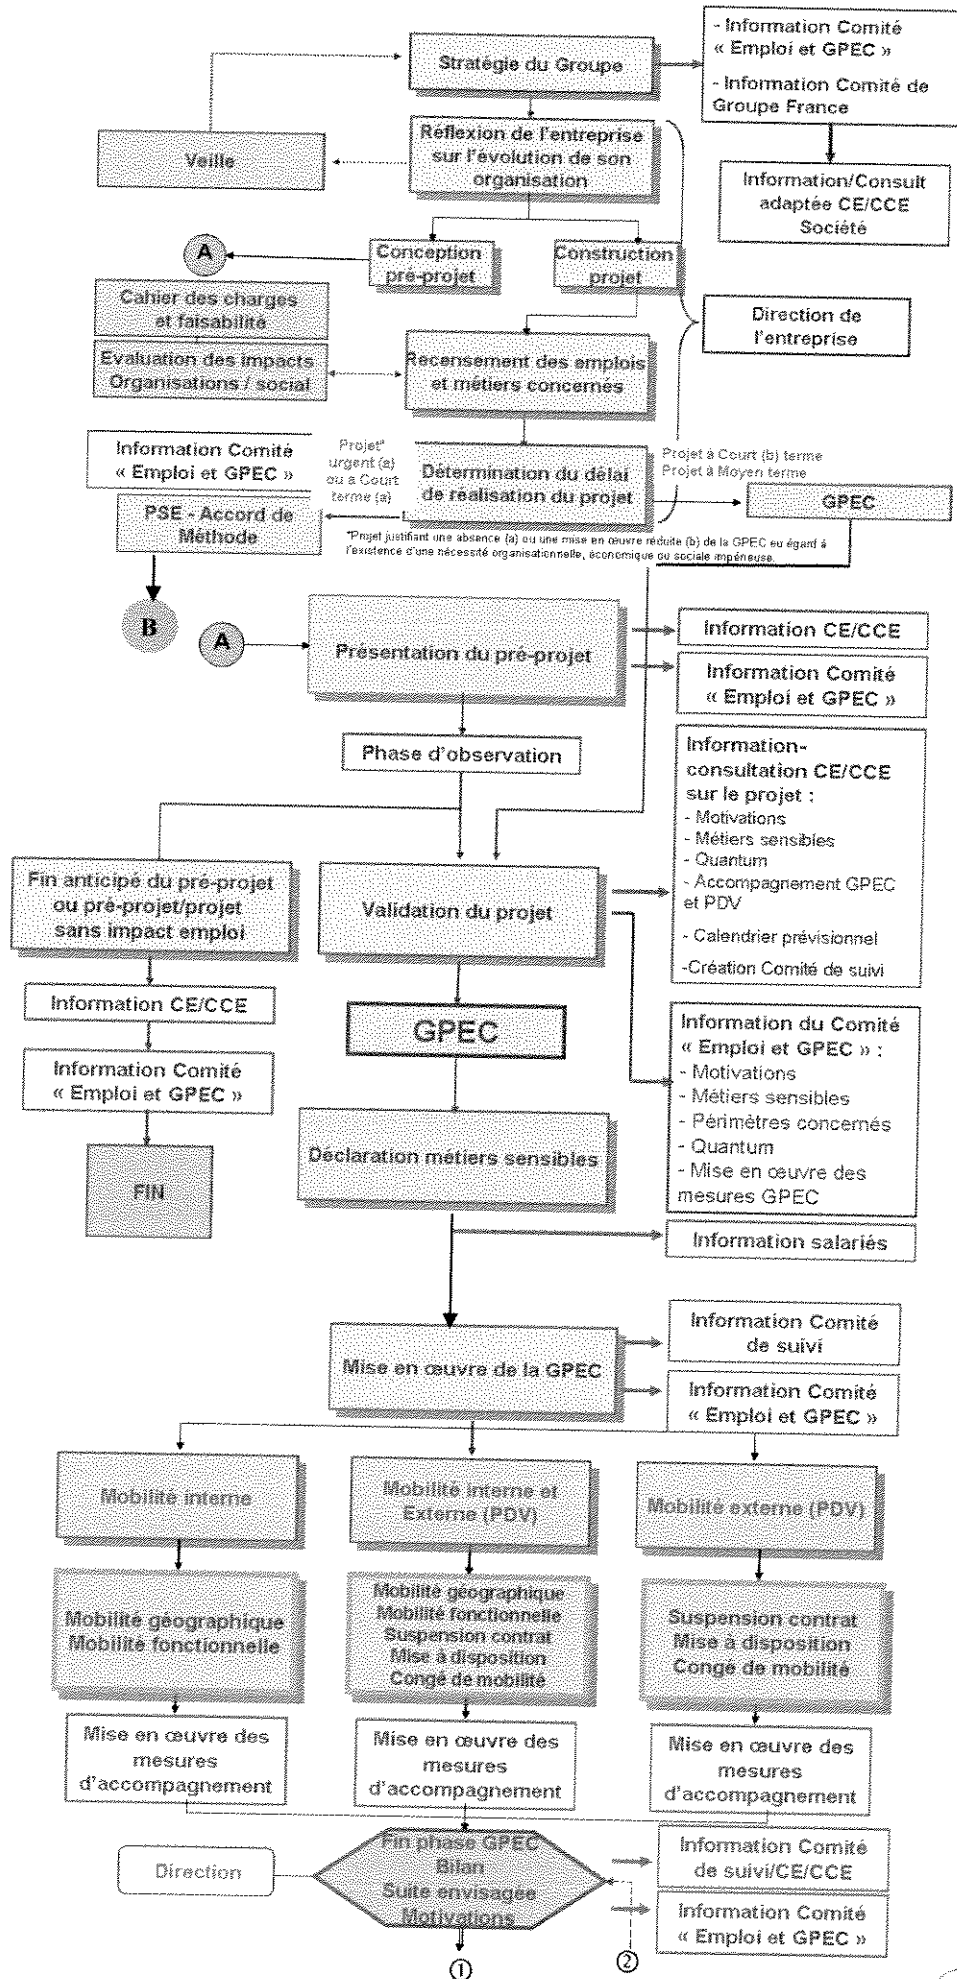 - Information Comité
« Emploi et GPEC »
- Information Comité de
Groupe France
Stratégie du Groupe
Réflexion de l'entreprise
sur l'évolution de son
organisation
Veille
Information/Consult
adaptée CE/CCE
Société
A
Conception
pré-projet
Construction
projet
Cahier des charges
et faisabilité
Direction de
l'entreprise
Evaluation des impacts
Organisations / social
Recensement des emplois
et métiers concernés
Information Comité
« Emploi et GPEC »
Projet*
urgent (a)
ou à Court
terme (a)
Détermination du délai
de réalisation du projet
Projet à Court (b) terme
Projet à Moyen terme
GPEC
PSE - Accord de
Méthode
*Projet justifiant une absence (a) ou une mise en œuvre réduite (b) de la GPEC eu égard à
l'existence d'une nécessité organisationnelle, économique ou sociale impérieuse.
B
A
Présentation du pré-projet
Information CE/CCE
Information Comité
« Emploi et GPEC »
Phase d'observation
Information-
consultation CE/CCE
sur le projet :
- Motivations
- Métiers sensibles
- Quantum
- Accompagnement GPEC
et PDV
- Calendrier prévisionnel
-Création Comité de suivi
Fin anticipé du pré-projet
ou pré-projet/projet
sans impact emploi
Validation du projet
Information CE/CCE
GPEC
Information Comité
« Emploi et GPEC »
Information du Comité
« Emploi et GPEC » :
- Motivations
- Métiers sensibles
- Périmètres concernés
- Quantum
- Mise en œuvre des
mesures GPEC
Déclaration métiers sensibles
FIN
Information salariés
Mise en œuvre de la GPEC
Information Comité
de suivi
Information Comité
« Emploi et GPEC »
Mobilité interne
Mobilité interne et
Externe (PDV)
Mobilité externe (PDV)
Mobilité géographique
Mobilité fonctionnelle
Mobilité géographique
Mobilité fonctionnelle
Suspension contrat
Mise à disposition
Congé de mobilité
Suspension contrat
Mise à disposition
Congé de mobilité
Mise en œuvre des
mesures
d'accompagnement
Mise en œuvre des
mesures
d'accompagnement
Mise en œuvre des
mesures
d'accompagnement
Direction
Fin phase GPEC
Bilan
Suite envisagée
Motivations
Information Comité
de suivi/CE/CCE
Information Comité
« Emploi et GPEC »
①
②